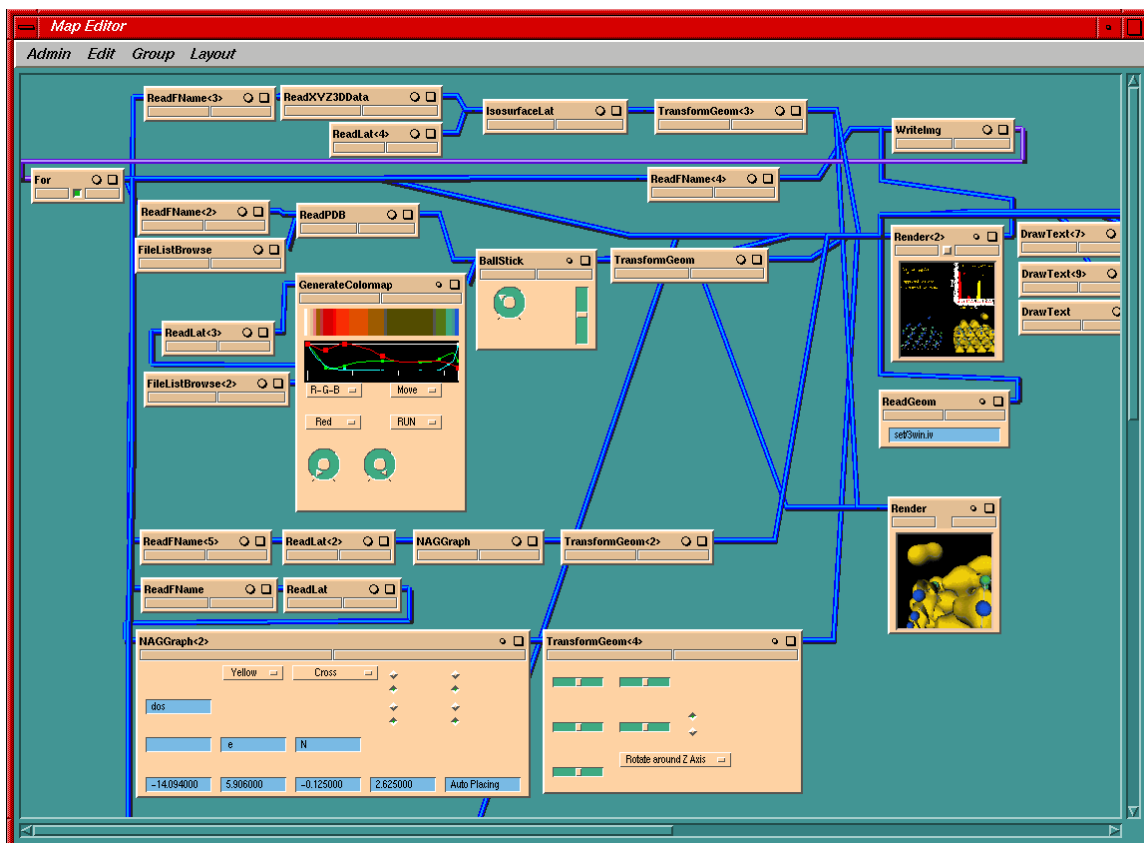 Map Editor
Admin Edit Group Layout
ReadFName<3>
ReadXYZ3DData
IsosurfaceLat
TransformGeom<3>
ReadLat<4>
WriteImg
For
ReadFName<4>
ReadFName<2>
ReadPDB
FileListBrowse
BallStick
TransformGeom
Render<2>
DrawText<7>
DrawText<9>
DrawText
GenerateColormap
ReadLat<3>
FileListBrowse<2>
R-G-B
Move
Red
RUN
ReadGeom
set/3win.iv
Render
ReadFName<5>
ReadLat<2>
NAGGraph
TransformGeom<2>
ReadFName
ReadLat
NAGGraph<2>
Yellow
Cross
dos
e
N
-14.094000
5.906000
-0.125000
2.625000
Auto Placing
TransformGeom<4>
Rotate around Z Axis